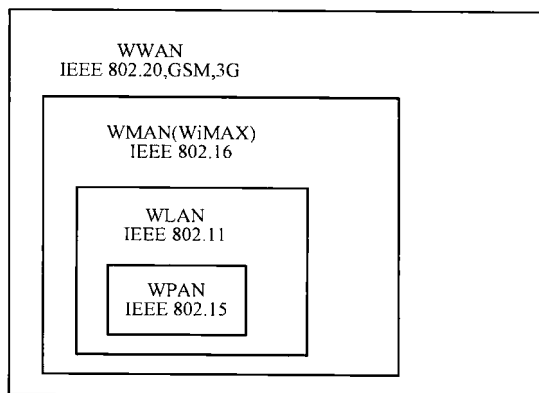 WWAN
IEEE 802.20,GSM,3G
WMAN(WiMAX)
IEEE 802.16
WLAN
IEEE 802.11
WPAN
IEEE 802.15